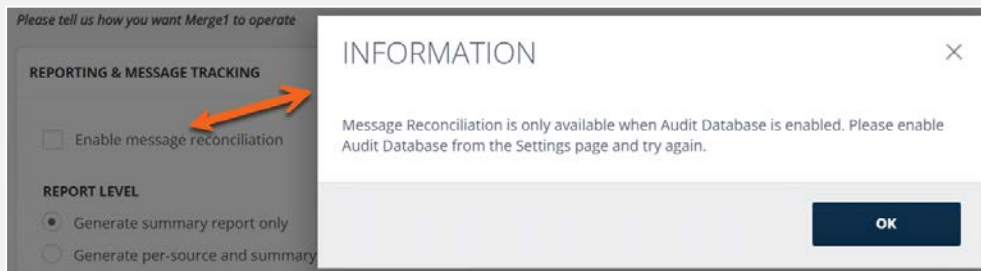 Please tell us how you want Merge1 to operate
REPORTING & MESSAGE TRACKING
Enable message reconciliation
REPORT LEVEL
Generate summary report only
Generate per-source and summary
INFORMATION
Message Reconciliation is only available when Audit Database is enabled. Please enable
Audit Database from the Settings page and try again.
OK